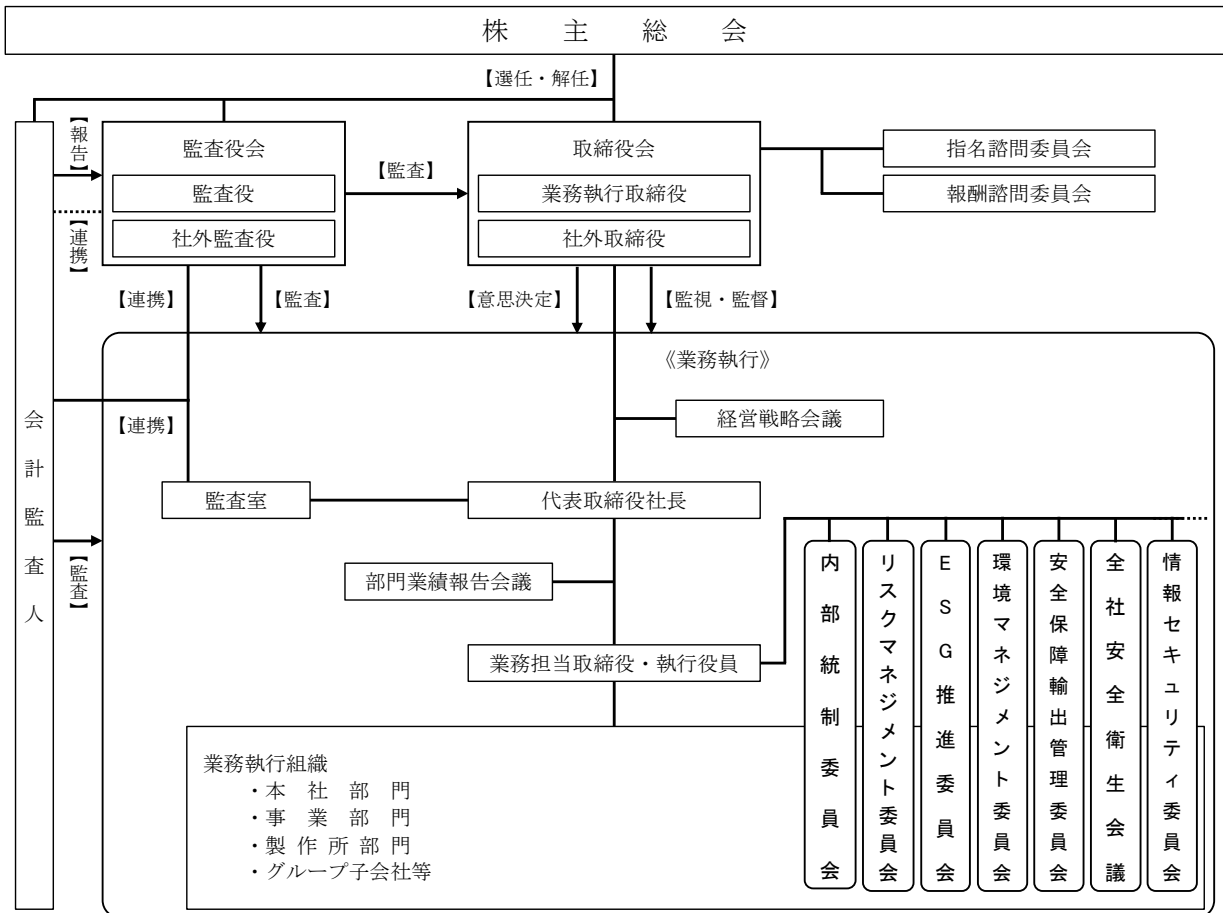 株 主 総 会
【選任・解任】
【報告】
監査役会
監査役
社外監査役
【監査】
取締役会
業務執行取締役
社外取締役
指名諮問委員会
報酬諮問委員会
【連携】
【連携】
【監査】
【意思決定】
【監視・監督】
《業務執行》
会計監査人
【連携】
経営戦略会議
監査室
代表取締役社長
【監査】
部門業績報告会議
業務担当取締役・執行役員
内部統制委員会
リスクマネジメント委員会
ESG推進委員会
環境マネジメント委員会
安全保障輸出管理委員会
全社安全衛生会議
情報セキュリティ委員会
業務執行組織
・本 社 部 門
・事 業 部 門
・製 作 所 部 門
・グループ子会社等